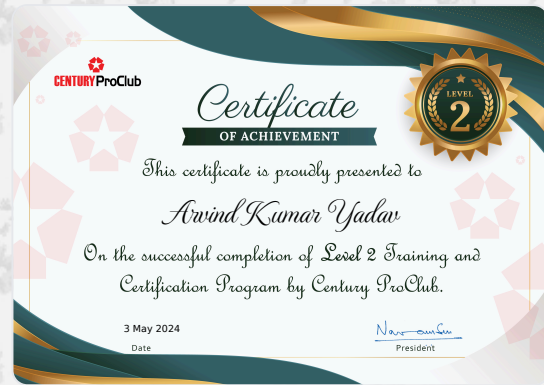 CENTURY ProClub
LEVEL
2
Certificate
OF ACHIEVEMENT
This certificate is proudly presented to
Arvind Kumar Yadav
On the successful completion of Level 2 Training and
Certification Program by Century ProClub.
3 May 2024
Date
President